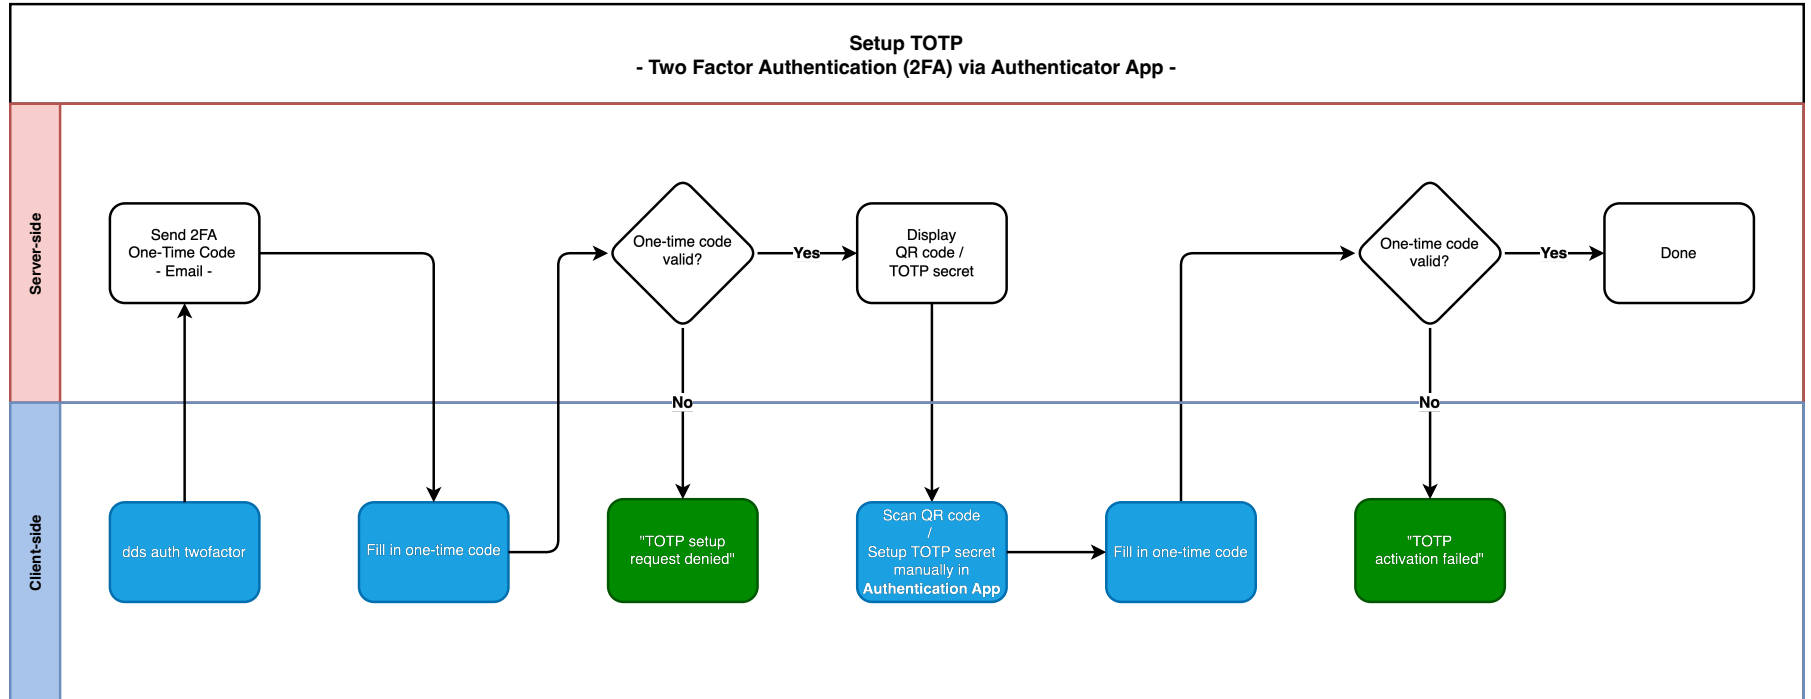 Setup TOTP
- Two Factor Authentication (2FA) via Authenticator App -
Server-side
Send 2FA
One-Time Code
- Email -
One-time code
valid?
Yes
Display
QR code /
TOTP secret
One-time code
valid?
Yes
Done
No
No
Client-side
dds auth twofactor
Fill in one-time code
"TOTP setup
request denied"
Scan QR code
/
Setup TOTP secret
manually in
Authentication App
Fill in one-time code
"TOTP
activation failed"